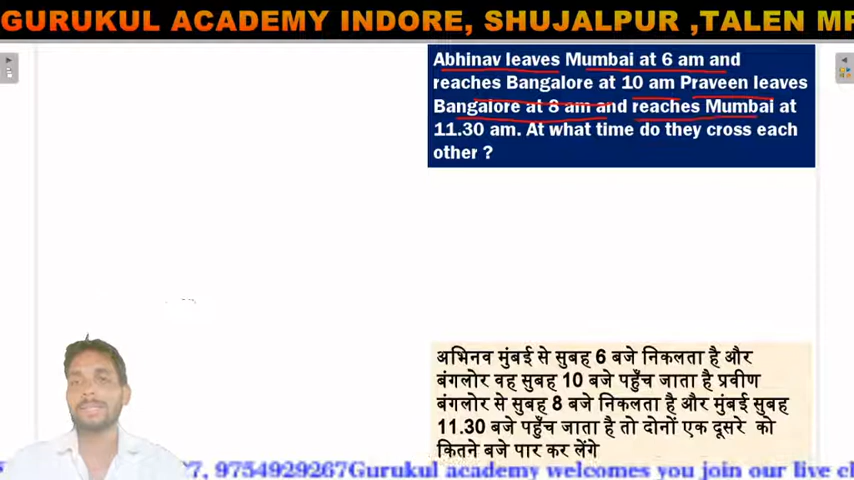 GURUKUL ACADEMY INDORE, SHUJALPUR ,TALEN MP
Abhinav leaves Mumbai at 6 am and
reaches Bangalore at 10 am Praveen leaves
Bangalore at 8 am and reaches Mumbai at
11.30 am. At what time do they cross each
other ?
अभिनव मुंबई से सुबह 6 बजे निकलता है और
बंगलोर वह सुबह 10 बजे पहुँच जाता है प्रवीण
बंगलोर से सुबह 8 बजे निकलता है और मुंबई सुबह
11.30 बजे पहुँच जाता है तो दोनों एक दूसरे को
कितने बजे पार कर लेंगे
7, 9754929267Gurukul academy welcomes you join our live